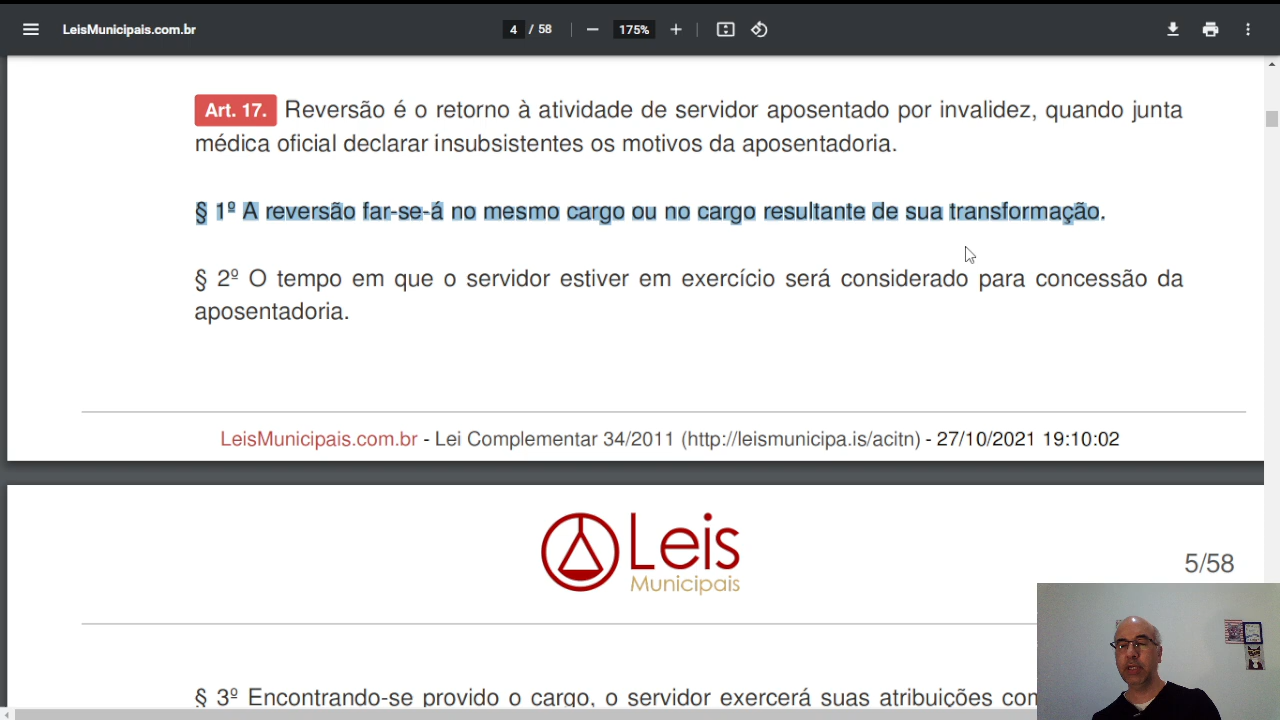 LeisMunicipais.com.br
4 / 58
175%
Art. 17. Reversão é o retorno à atividade de servidor aposentado por invalidez, quando junta
médica oficial declarar insubsistentes os motivos da aposentadoria.
§ 1º A reversão far-se-á no mesmo cargo ou no cargo resultante de sua transformação.
§ 2º O tempo em que o servidor estiver em exercício será considerado para concessão da
aposentadoria.
LeisMunicipais.com.br - Lei Complementar 34/2011 (http://leismunicipa.is/acitn) - 27/10/2021 19:10:02
Leis
Municipais
5/58
§ 3º Encontrando-se provido o cargo, o servidor exercerá suas atribuições com